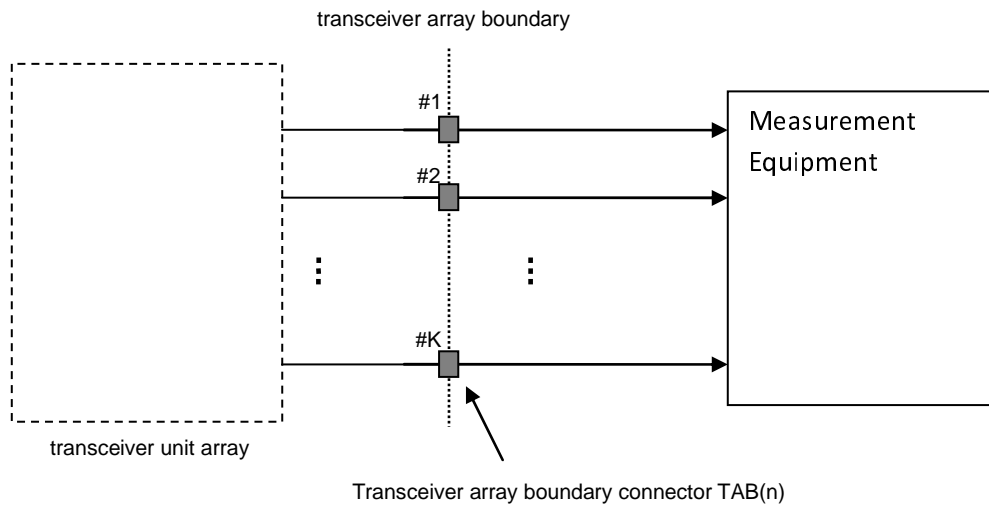 transceiver array boundary
#1
Measurement
Equipment
#2
#K
transceiver unit array
Transceiver array boundary connector TAB(n)